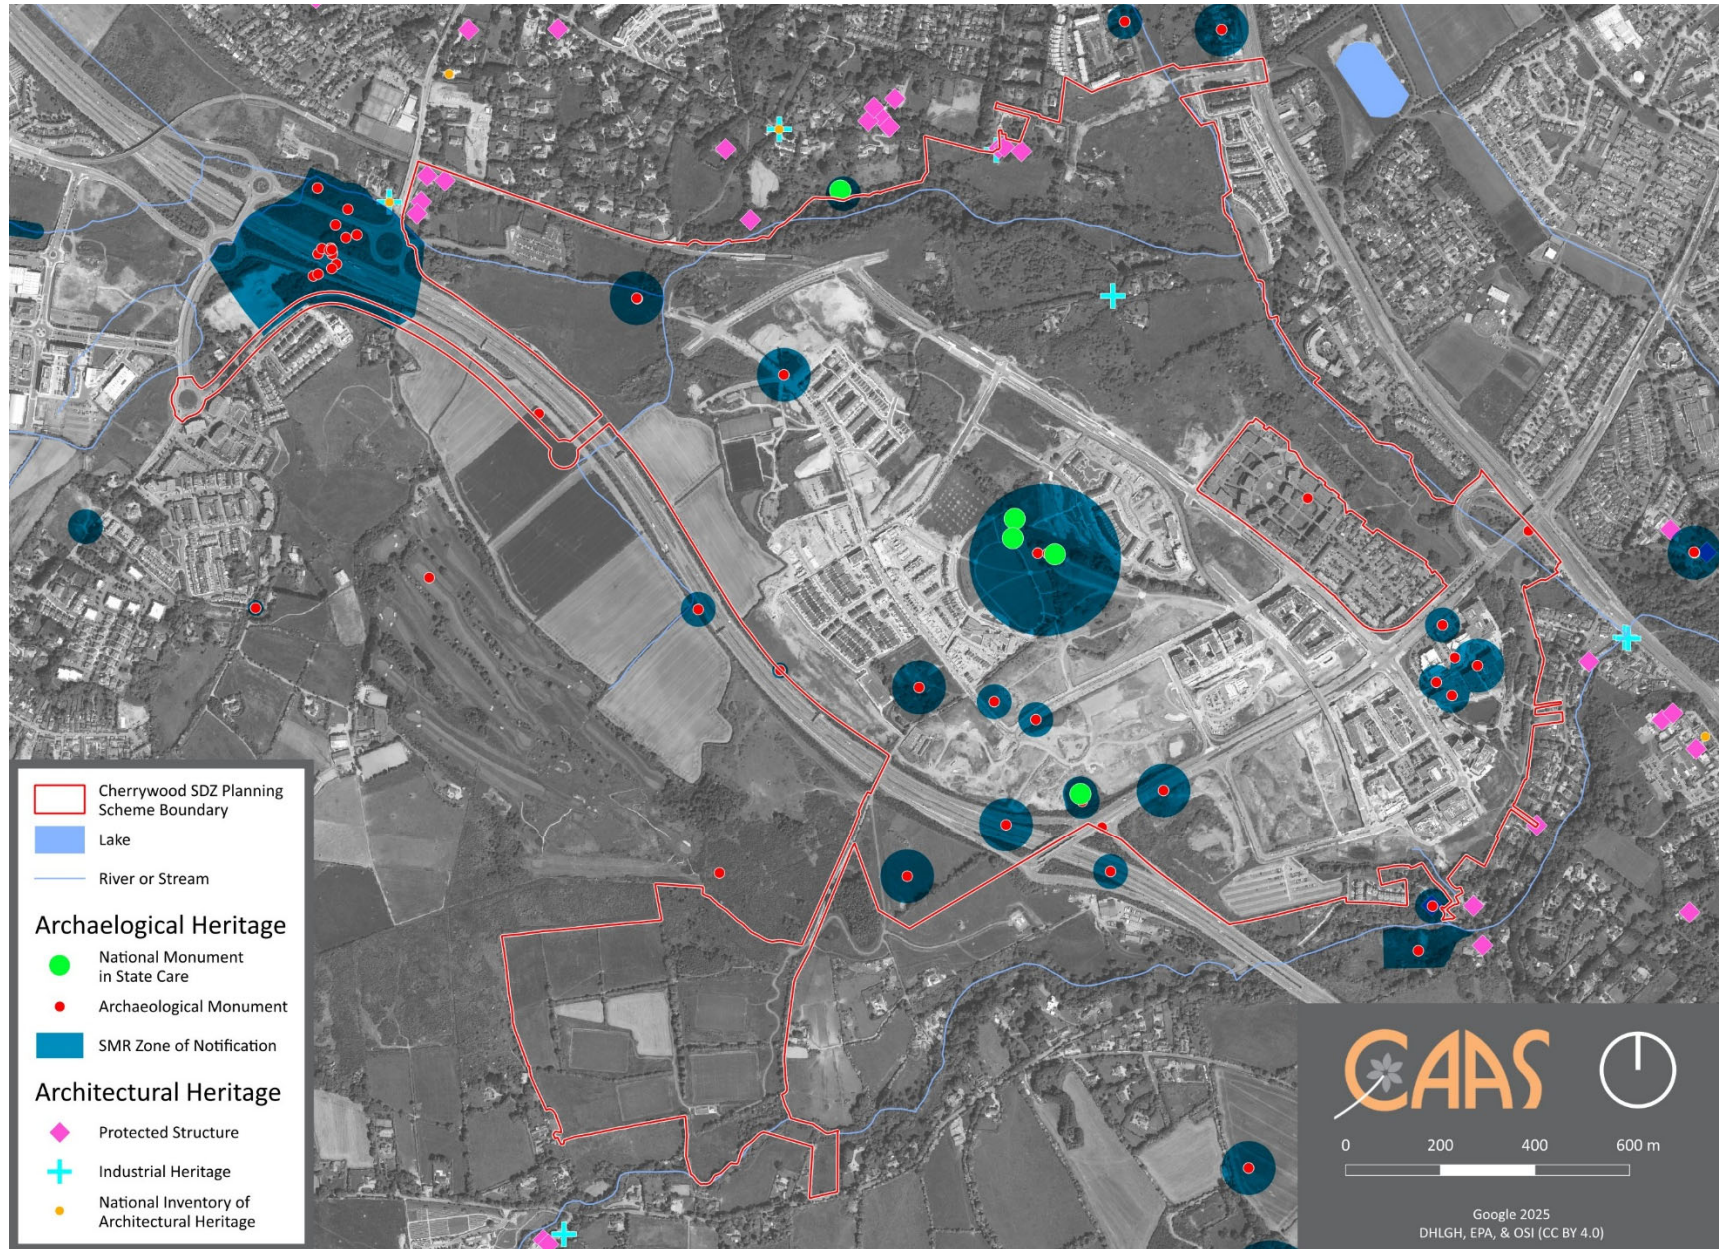 Cherrywood SDZ Planning
Scheme Boundary
Lake
River or Stream
Archaelogical Heritage
National Monument
in State Care
Archaeological Monument
SMR Zone of Notification
Architectural Heritage
Protected Structure
Industrial Heritage
National Inventory of
Architectural Heritage
CAAS
0 200 400 600 m
Google 2025
DHLGH, EPA, & OSI (CC BY 4.0)